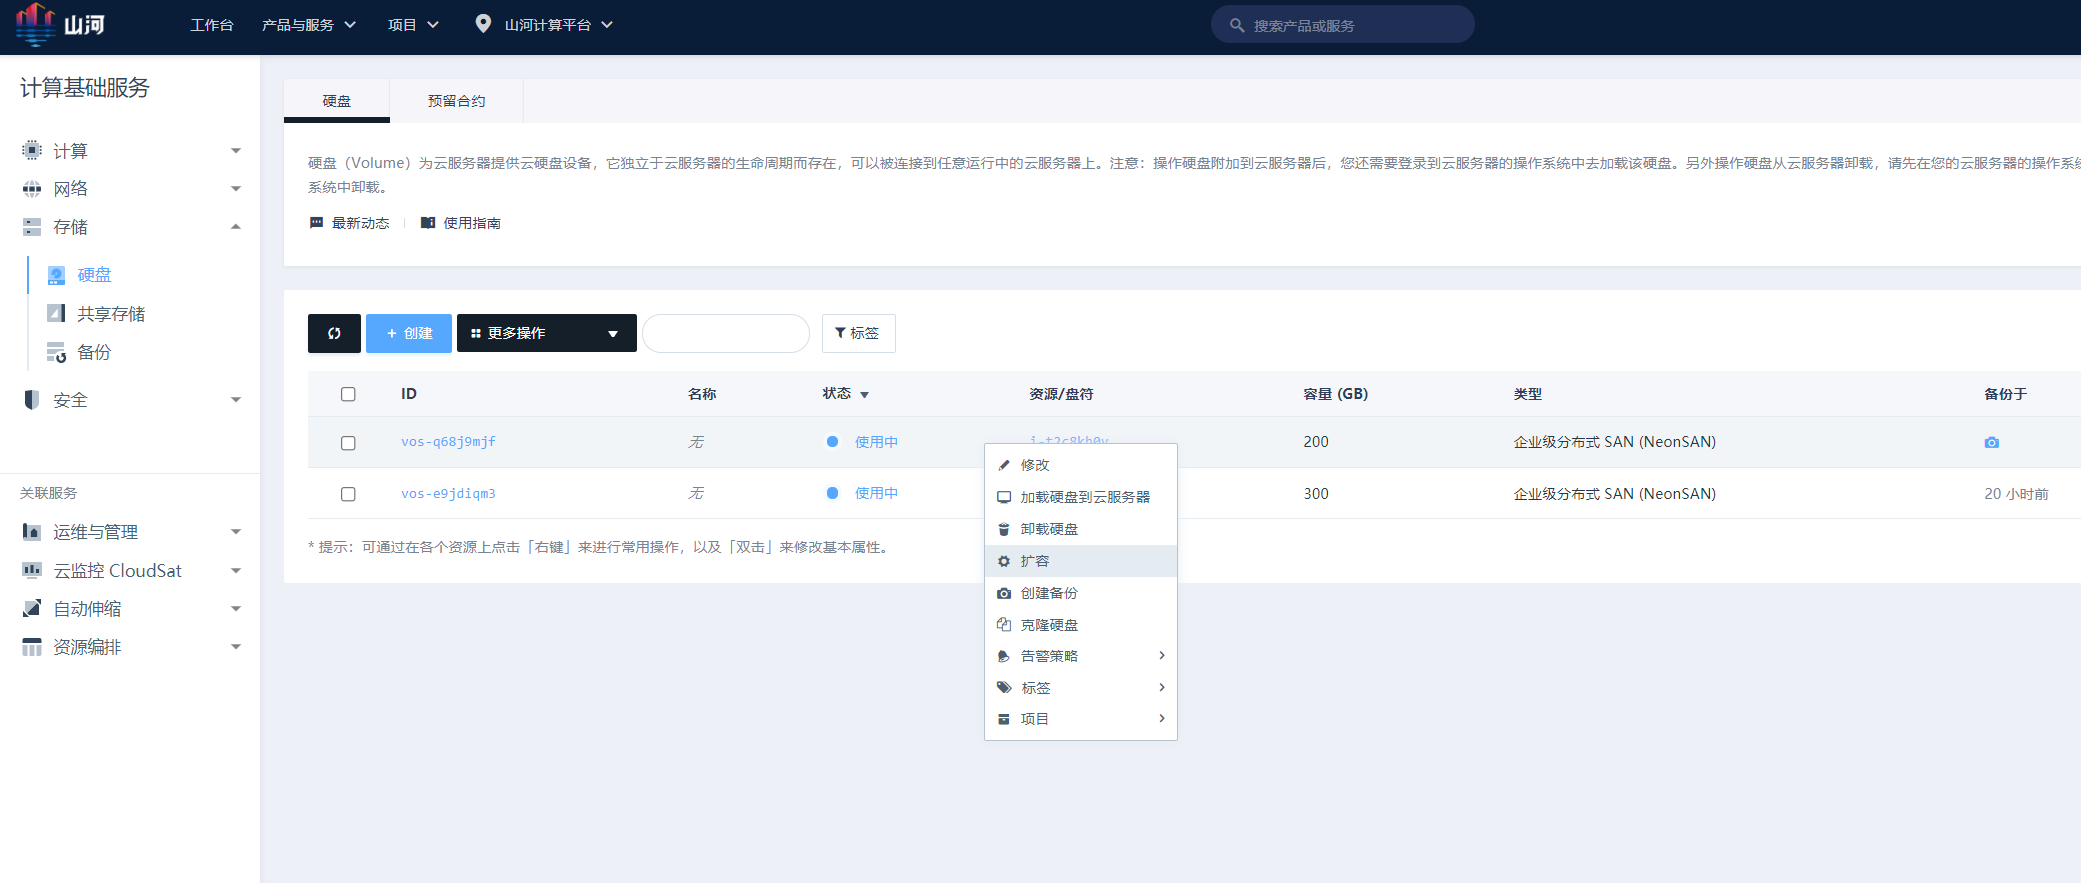 山河
工作台
产品与服务
项目
山河计算平台
搜索产品或服务
计算基础服务
计算
网络
存储
硬盘
共享存储
备份
安全
关联服务
运维与管理
云监控 CloudSat
自动伸缩
资源编排
硬盘
预留合约
硬盘（Volume）为云服务器提供云硬盘设备，它独立于云服务器的生命周期而存在，可以被连接到任意运行中的云服务器上。注意：操作硬盘附加到云服务器后，您还需要登录到云服务器的操作系统中去加载该硬盘。另外操作硬盘从云服务器卸载，请先在您的云服务器的操作系统
系统中卸载。
最新动态
使用指南
+ 创建
更多操作
标签
ID 名称 状态 资源/盘符 容量 (GB) 类型 备份于
vos-q68j9mjf 无 使用中 i-t2c8kh0v 200 企业级分布式 SAN (NeonSAN)
vos-e9jdiqm3 无 使用中 300 企业级分布式 SAN (NeonSAN) 20 小时前
* 提示：可通过在各个资源上点击「右键」来进行常用操作，以及「双击」来修改基本属性。
修改
加载硬盘到云服务器
卸载硬盘
扩容
创建备份
克隆硬盘
告警策略
标签
项目